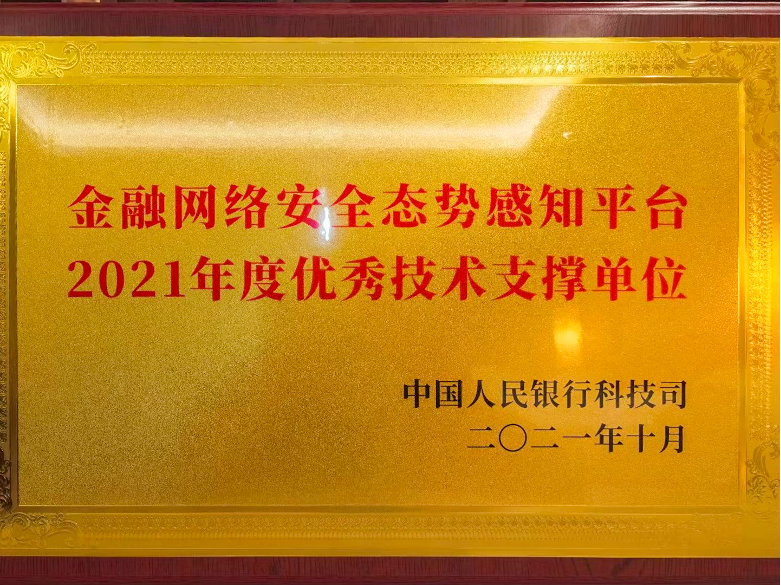 金融网络安全态势感知平台
2021年度优秀技术支撑单位
中国人民银行科技司
二〇二一年十月